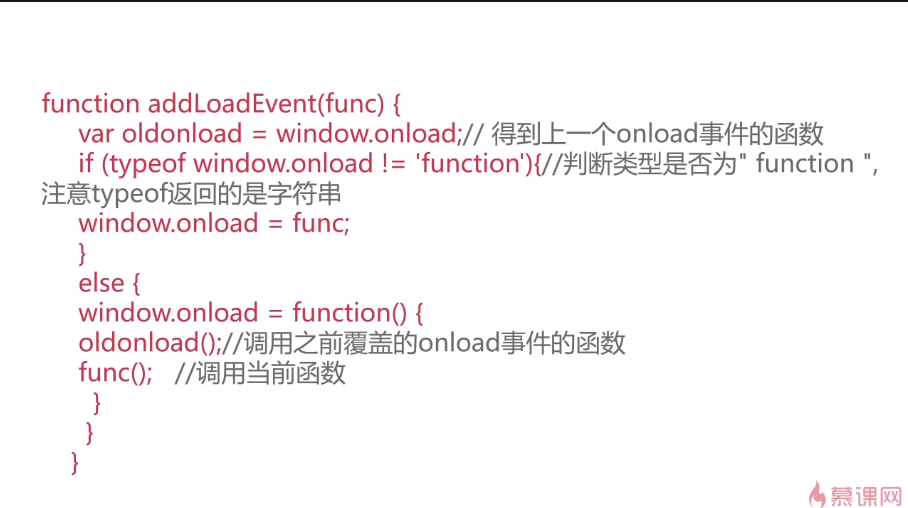 function addLoadEvent(func) {
var oldonload = window.onload;// 得到上一个onload事件的函数
if (typeof window.onload != 'function'){//判断类型是否为" function ",
注意typeof返回的是字符串
window.onload = func;
}
else {
window.onload = function() {
oldonload();//调用之前覆盖的onload事件的函数
func(); //调用当前函数
}
}
}
慕课网